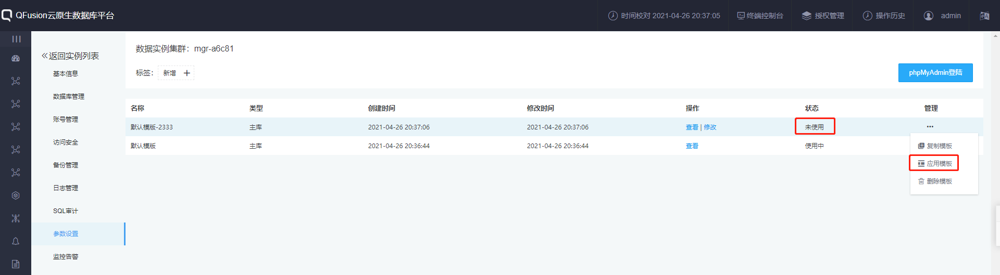 QFusion云原生数据库平台
时间校对 2021-04-26 20:37:05
终端控制台
授权管理
操作历史
admin
返回实例列表
基本信息
数据库管理
账号管理
访问安全
备份管理
日志管理
SQL审计
参数设置
监控告警
数据实例集群：mgr-a6c81
标签： 新增 +
phpMyAdmin登陆
名称 类型 创建时间 修改时间 操作 状态 管理
默认模版-2333 主库 2021-04-26 20:37:06 2021-04-26 20:37:06 查看 | 修改 未使用 •••
默认模版 主库 2021-04-26 20:36:44 2021-04-26 20:36:44 查看 使用中
复制模板
应用模板
删除模板